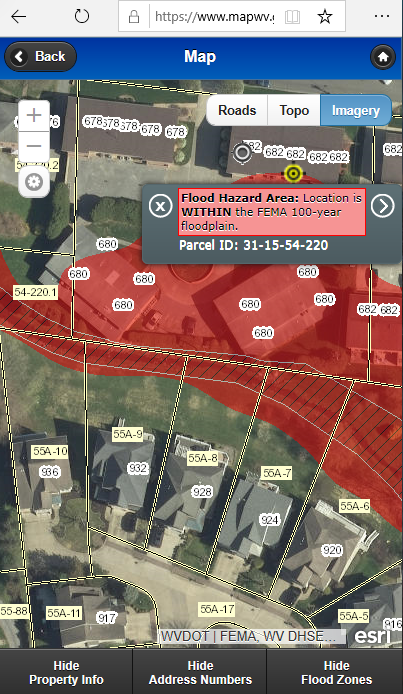 https://www.mapwv.g
Back
Map
678
678
678
678
678
682
682
682
682
682
Roads
Topo
Imagery
+
−
Flood Hazard Area: Location is
WITHIN the FEMA 100-year
floodplain.
Parcel ID: 31-15-54-220
680
680
680
680
680
680
680
54-220.1
682
682
55A-9
55A-10
55A-8
55A-7
55A-6
936
932
928
924
920
55-88
55A-11
917
55A-17
55A-5
916
WVDOT | FEMA, WV DHSE...
esri
Hide
Property Info
Hide
Address Numbers
Hide
Flood Zones